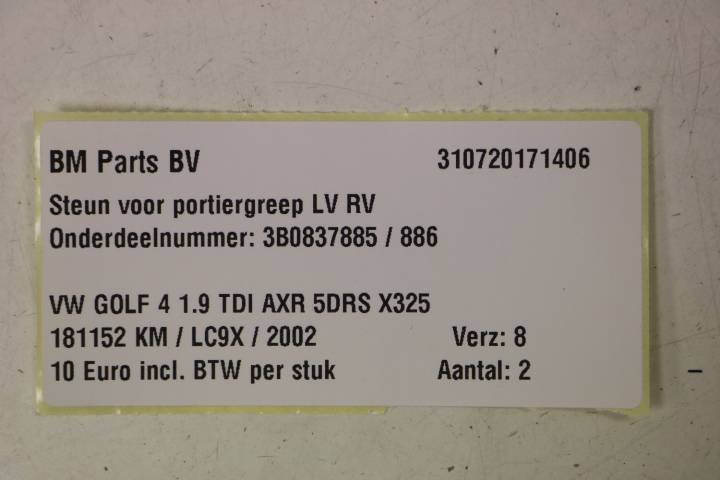 BM Parts BV 310720171406
Steun voor portiergreep LV RV
Onderdeelnummer: 3B0837885 / 886
VW GOLF 4 1.9 TDI AXR 5DRS X325
181152 KM / LC9X / 2002 Verz: 8
10 Euro incl. BTW per stuk Aantal: 2